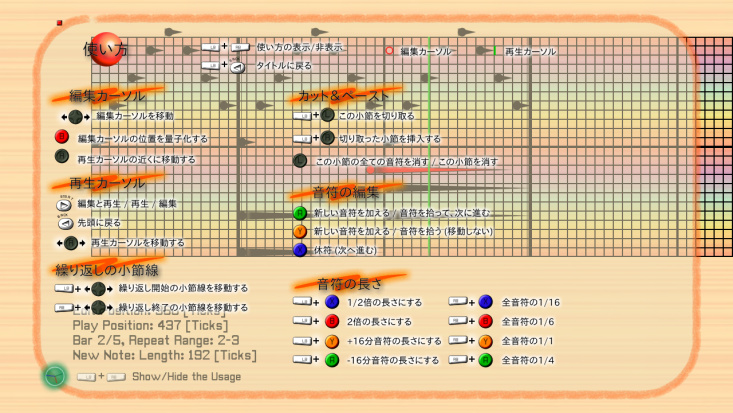 使い方
LB + RB 使い方の表示/非表示
LB + タイトルに戻る
編集カーソル
再生カーソル
編集カーソル
編集カーソルを移動
B 編集カーソルの位置を量子化する
再生カーソルの近くに移動する
再生カーソル
編集と再生 / 再生 / 編集
先頭に戻る
R 再生カーソルを移動する
繰り返しの小節線
LB + 繰り返し開始の小節線を移動する
RB + 繰り返し終了の小節線を移動する
カット&ペースト
LB + L この小節を切り取る
LB + R 切り取った小節を挿入する
L この小節の全ての音符を消す / この小節を消す
音符の編集
A 新しい音符を加える / 音符を拾って、次に進む
Y 新しい音符を加える / 音符を拾う (移動しない)
X 休符 (次へ進む)
音符の長さ
LB + X 1/2倍の長さにする
LB + B 2倍の長さにする
LB + Y +16分音符の長さにする
LB + A -16分音符の長さにする
RB + X 全音符の1/16
RB + B 全音符の1/6
RB + Y 全音符の1/1
RB + A 全音符の1/4
Play Position: 437 [Ticks]
Bar 2/5, Repeat Range: 2-3
New Note: Length: 192 [Ticks]
LB + RB Show/Hide the Usage